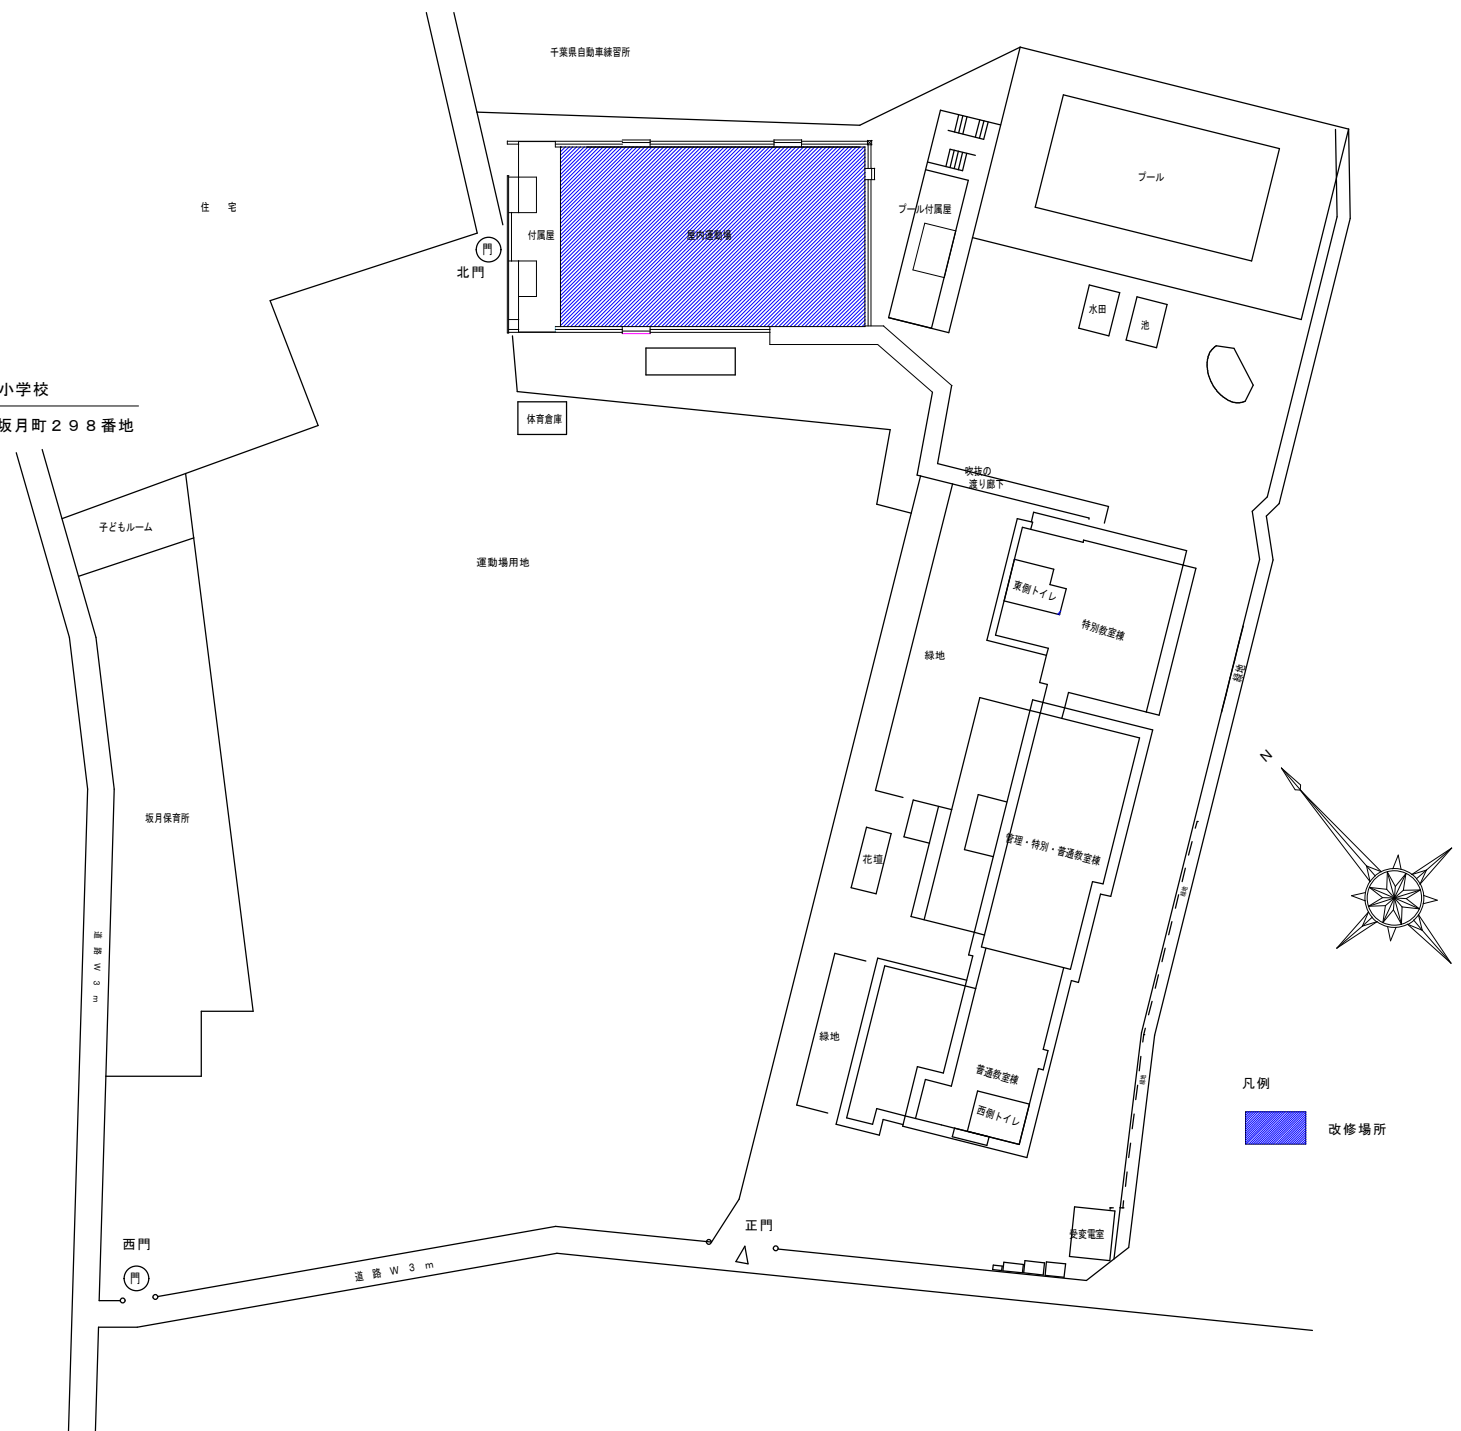 千葉県自動車練習所
プール
住　宅
プール付属屋
付属屋
屋内運動場
門
北門
水田
池
小学校
坂月町２９８番地
体育倉庫
吹抜の
渡り廊下
子どもルーム
運動場用地
東側トイレ
特別教室棟
緑地
緑地
N
坂月保育所
管理・特別・普通教室棟
花壇
緑地
道路W３m
緑地
普通教室棟
緑地
凡例
西側トイレ
改修場所
正門
受変電室
西門
門
道路W３m